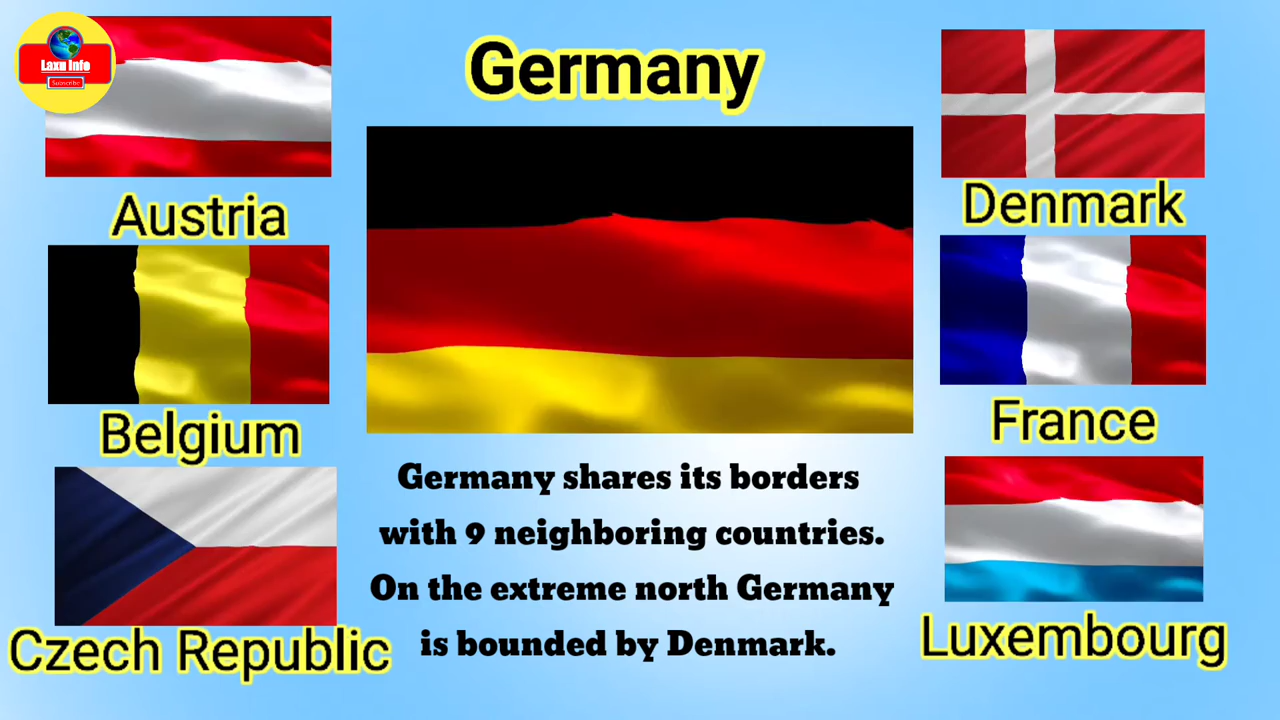 Laxu Info
Subscribe
Germany
Austria
Belgium
Czech Republic
Denmark
France
Luxembourg
Germany shares its borders
with 9 neighboring countries.
On the extreme north Germany
is bounded by Denmark.